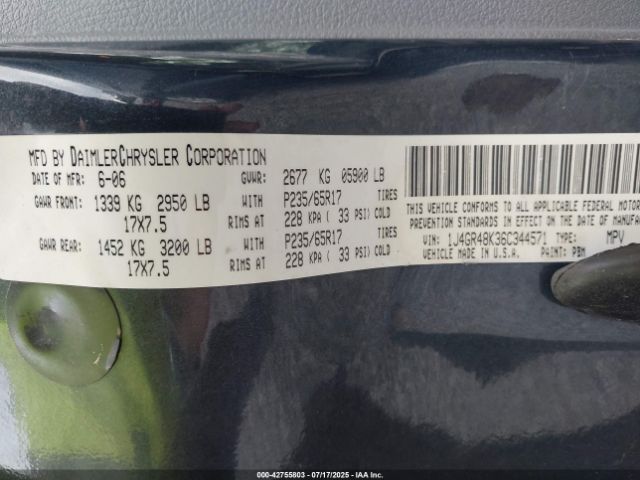 MFD BY DAIMLERCHRYSLER CORPORATION
DATE OF MFR: 6-06 GVWR: 2677 KG 05900 LB
GAWR FRONT: 1339 KG 2950 LB WITH P235/65R17 TIRES
17X7.5 RIMS AT 228 KPA ( 33 PSI) COLD
GAWR REAR: 1452 KG 3200 LB WITH P235/65R17 TIRES
17X7.5 RIMS AT 228 KPA ( 33 PSI) COLD
THIS VEHICLE CONFORMS TO ALL APPLICABLE FEDERAL MOTOR
PREVENTION STANDARDS IN EFFECT ON THE DATE OF MANUFAC
VIN: 1J4GR48K36C344571 TYPE: MPV
VEHICLE MADE IN U.S.A. PAINT: PBM
000-42755803 - 07/17/2025 - IAAI.com